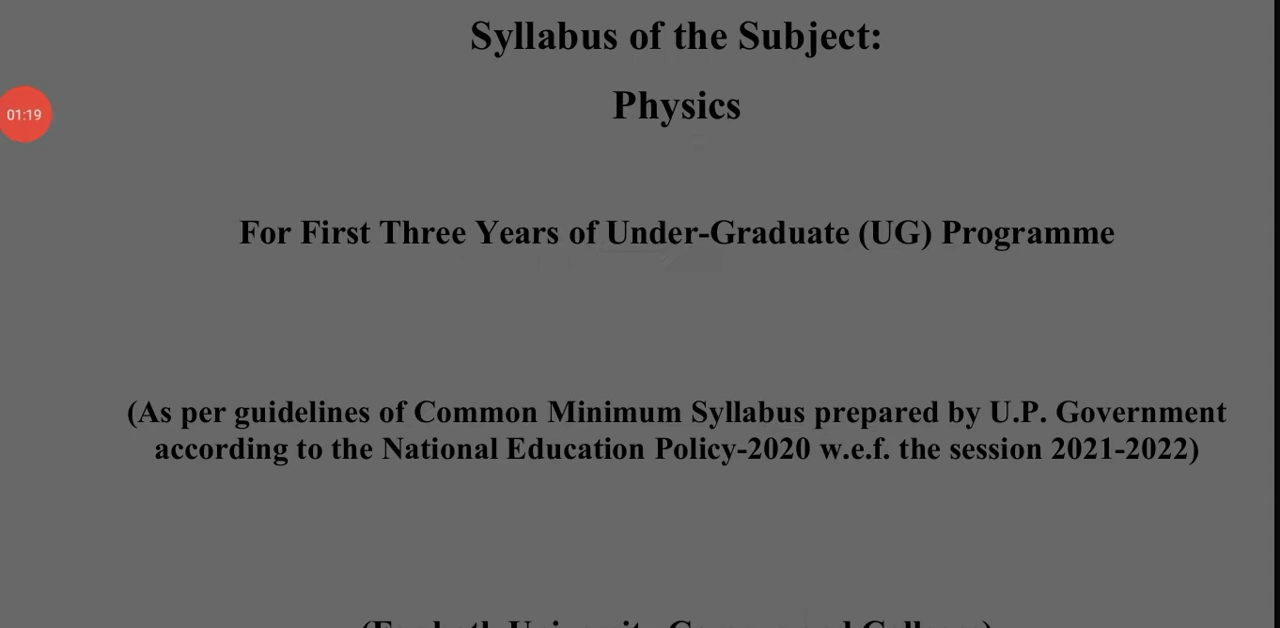 Syllabus of the Subject:
Physics
01:19
For First Three Years of Under-Graduate (UG) Programme
(As per guidelines of Common Minimum Syllabus prepared by U.P. Government
according to the National Education Policy-2020 w.e.f. the session 2021-2022)